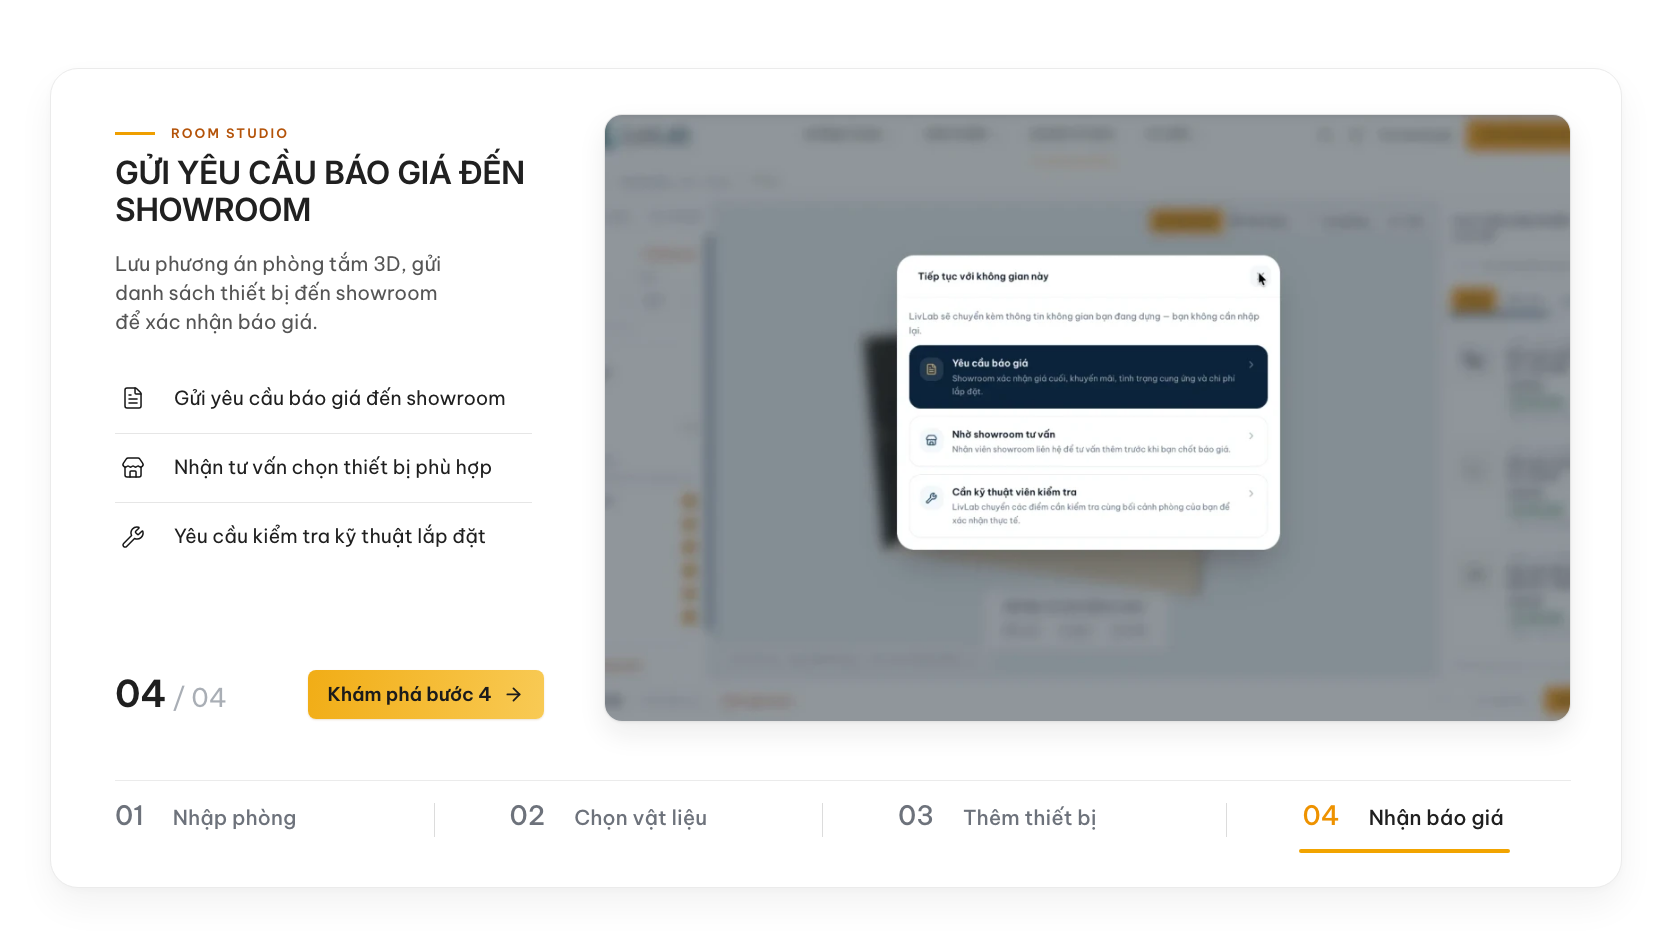 ROOM STUDIO
GỬI YÊU CẦU BÁO GIÁ ĐẾN
SHOWROOM
Lưu phương án phòng tắm 3D, gửi
danh sách thiết bị đến showroom
để xác nhận báo giá.
Gửi yêu cầu báo giá đến showroom
Nhận tư vấn chọn thiết bị phù hợp
Yêu cầu kiểm tra kỹ thuật lắp đặt
04 / 04
Khám phá bước 4
Tiếp tục với không gian này
LivLab sẽ chuyển kèm thông tin không gian bạn đang dựng — bạn không cần nhập
lại.
Yêu cầu báo giá
Showroom xác nhận giá cuối, khuyến mãi, tình trạng cung ứng và chi phí
lắp đặt.
Nhờ showroom tư vấn
Nhân viên showroom liên hệ để tư vấn thêm trước khi bạn chốt báo giá.
Cần kỹ thuật viên kiểm tra
LivLab chuyển các điểm cần kiểm tra cùng bối cảnh phòng của bạn để
xác nhận thực tế.
01 Nhập phòng
02 Chọn vật liệu
03 Thêm thiết bị
04 Nhận báo giá